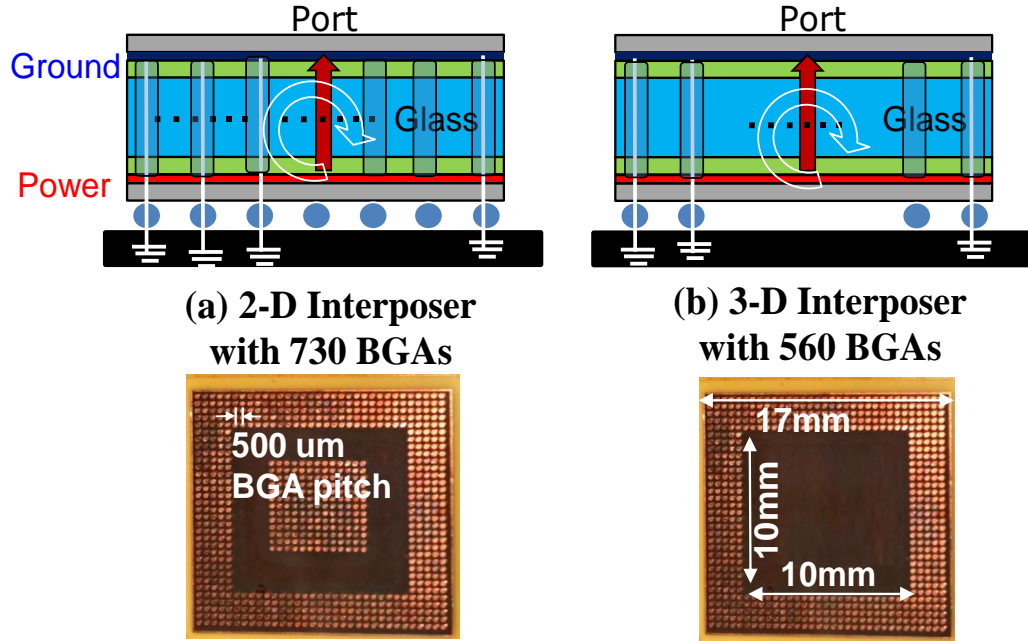 Port
Ground
Glass
Power
(a) 2-D Interposer
with 730 BGAs
500 um
BGA pitch
Port
Glass
(b) 3-D Interposer
with 560 BGAs
17mm
10mm
10mm